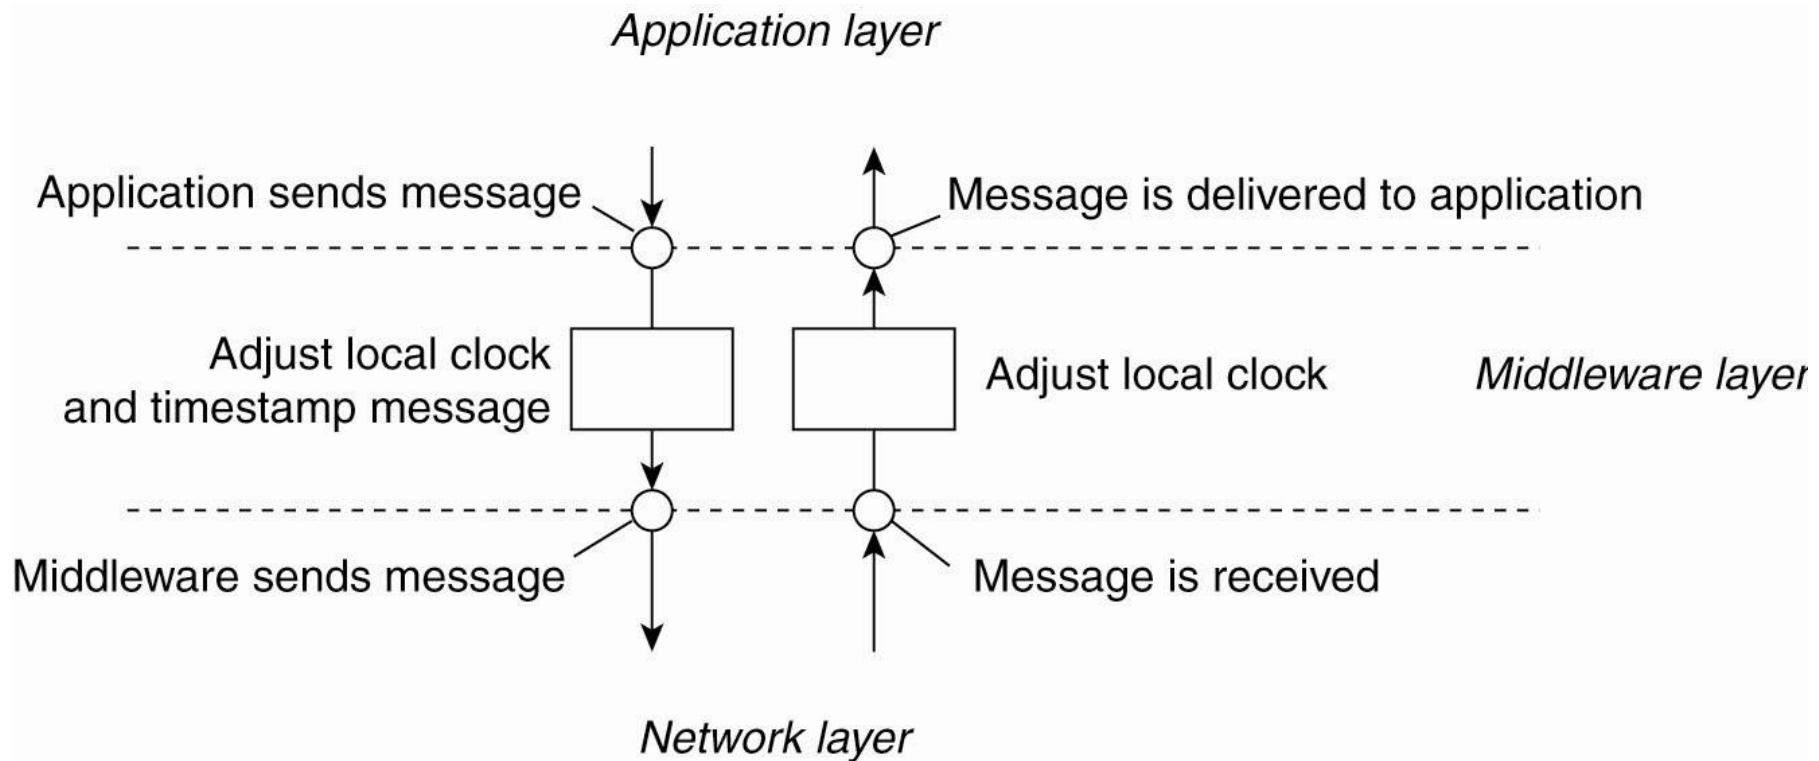 Application layer
Application sends message
Message is delivered to application
Adjust local clock
and timestamp message
Adjust local clock
Middleware layer
Middleware sends message
Message is received
Network layer